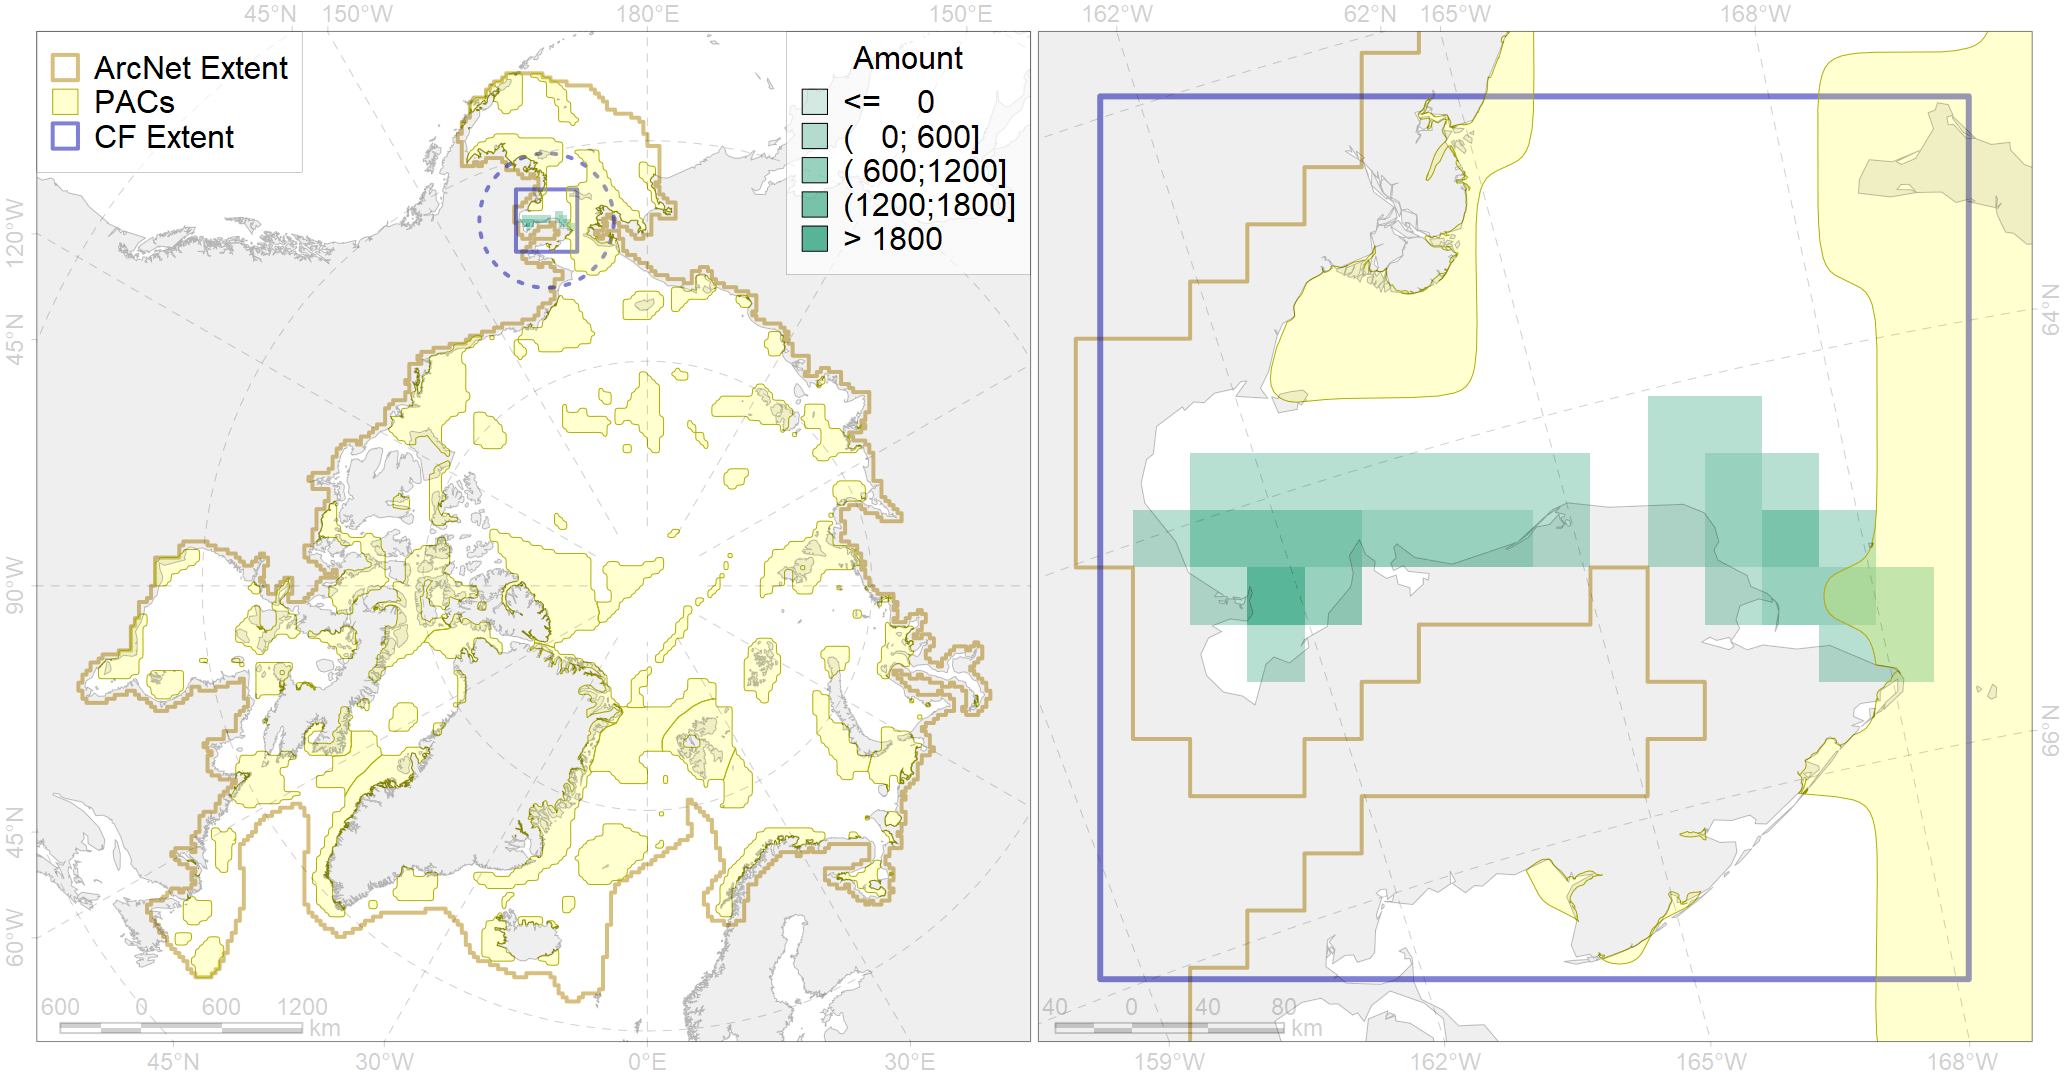 45°N 150°W 180°E 150°E 162°W 62°N 165°W 168°W
ArcNet Extent
PACs
CF Extent
Amount
<= 0
( 0; 600]
( 600;1200]
(1200;1800]
> 1800
120°W
45°N
90°W
45°N
60°W
64°N
66°N
600 0 600 1200
km
40 0 40 80
km
45°N 30°W 0°E 30°E 159°W 162°W 165°W 168°W